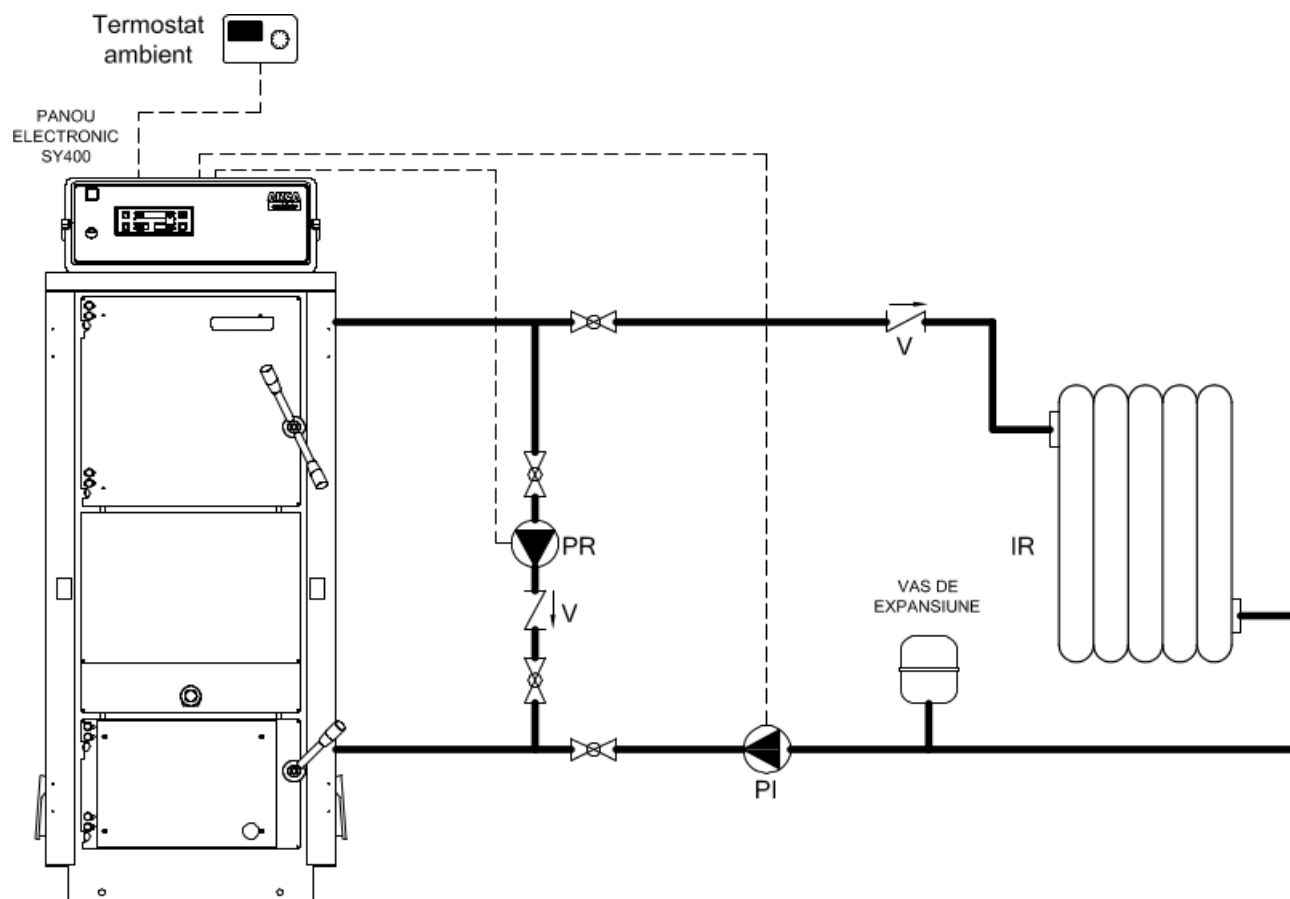 Termostat
ambient
PANOU
ELECTRONIC
SY400
V
PR
IR
VAS DE
EXPANSIUNE
V
PI